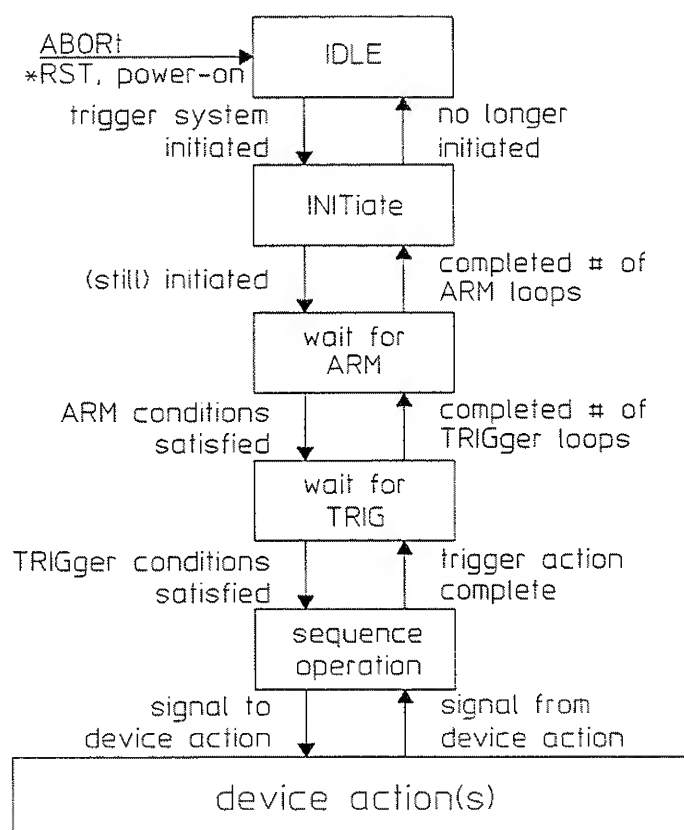 ABORt
*RST, power-on
IDLE
trigger system
initiated
no longer
initiated
INITiate
(still) initiated
completed # of
ARM loops
wait for
ARM
ARM conditions
satisfied
completed # of
TRIGger loops
wait for
TRIG
TRIGger conditions
satisfied
trigger action
complete
sequence
operation
signal to
device action
signal from
device action
device action(s)